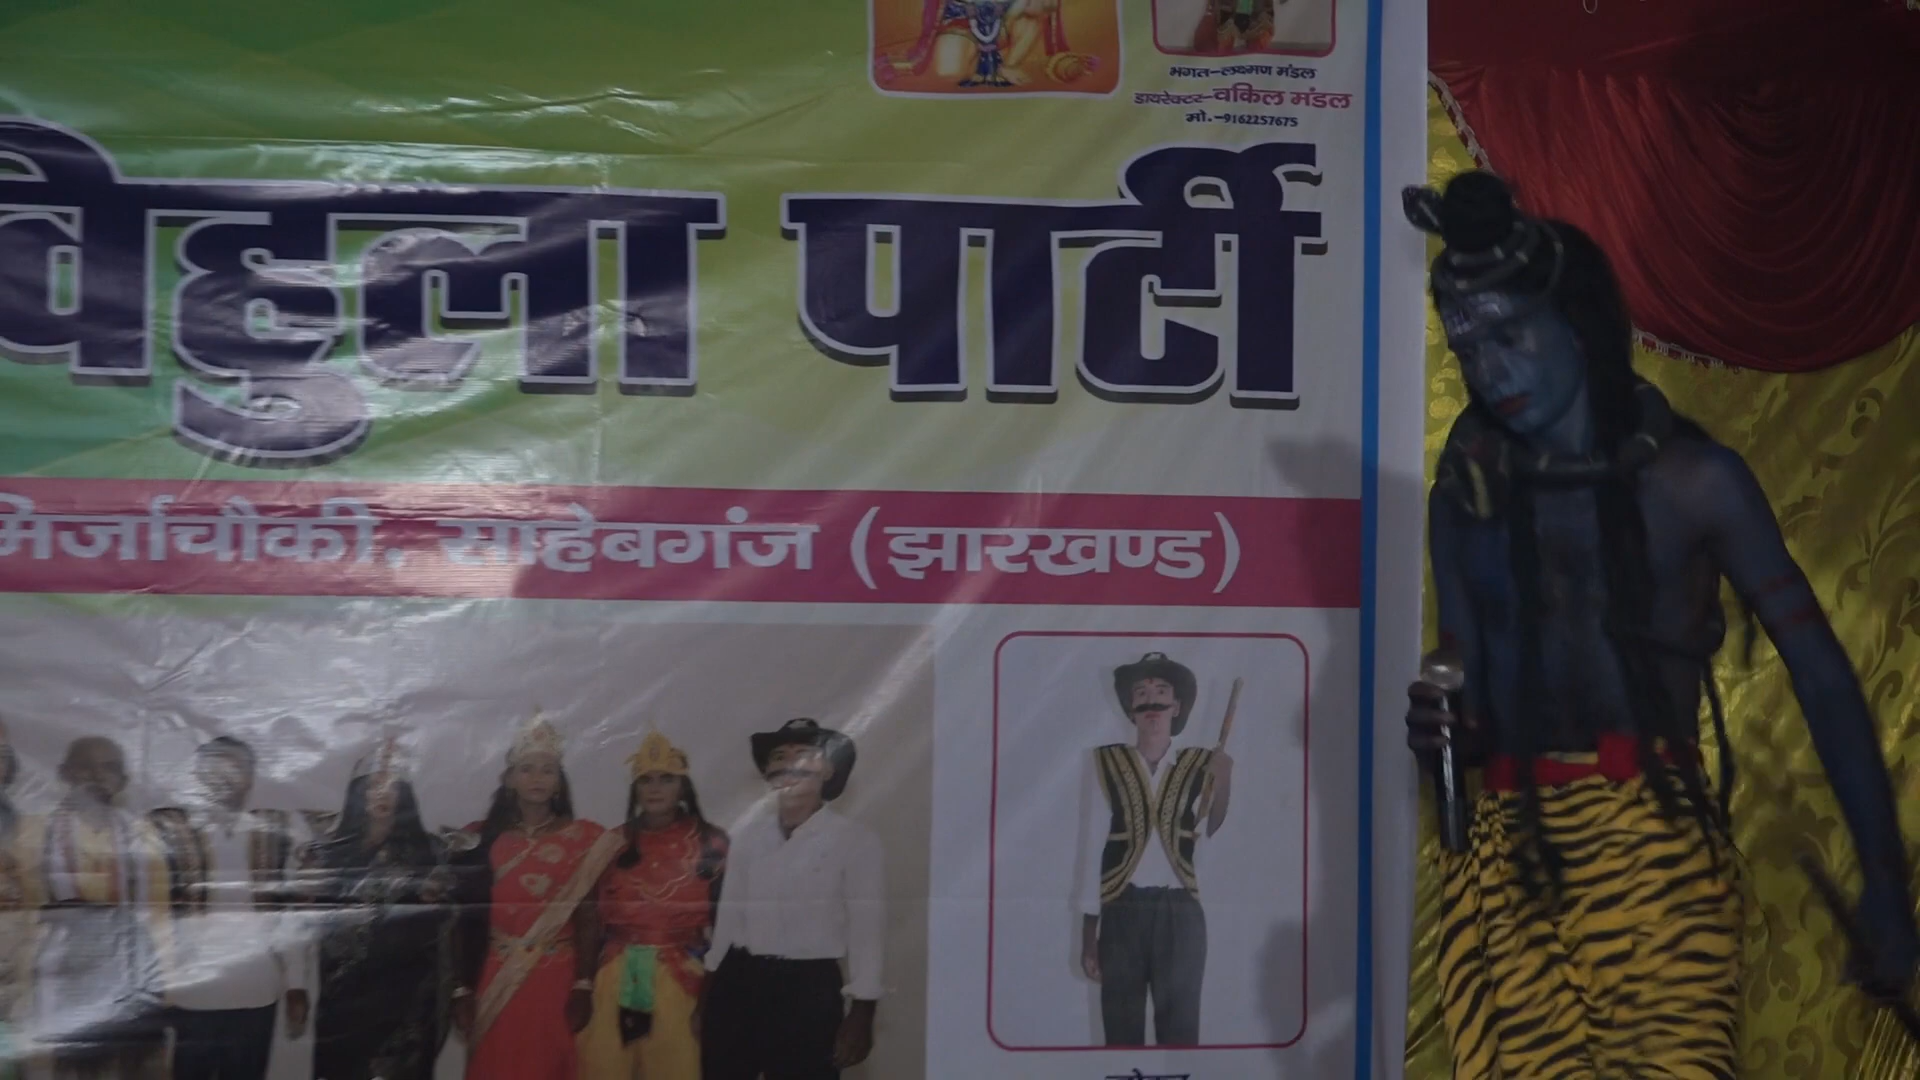 भगत-लक्ष्मण मंडल
डायरेक्टर-वकिल मंडल
मो.-9162257675
विहुला पार्टी
मिर्जाचौकी, साहेबगंज (झारखण्ड)